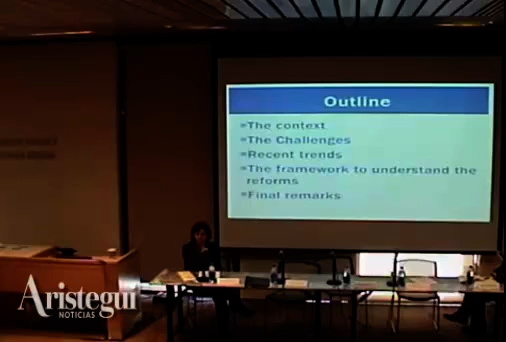 Outline
The context
The Challenges
Recent trends
The framework to understand the
reforms
Final remarks
Aristegui
NOTICIAS